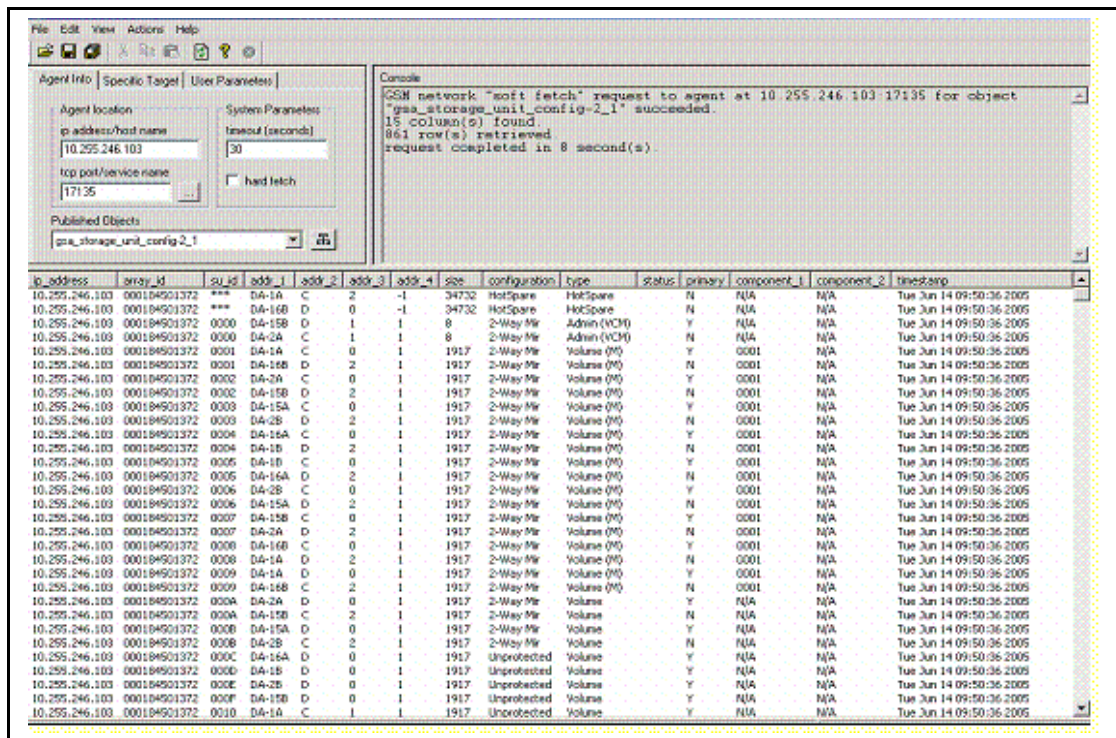 File Edit View Actions Help
Agent Info Specific Target User Parameters
Agent location
ip address/host name
10.255.246.103
tcp port/service name
17135
...
System Parameters
timeout (seconds)
30
hard fetch
Published Objects
gsa_storage_unit_config-2_1
Console
GSM network "soft fetch" request to agent at 10.255.246.103:17135 for object
"gsa_storage_unit_config-2_1" succeeded.
15 column(s) found.
861 row(s) retrieved.
request completed in 8 second(s).
ip_address array_id su_id addr_1 addr_2 addr_3 addr_4 size configuration type status primary component_1 component_2 timestamp
10.255.246.103 000184501372 *** DA-1A C 2 -1 34732 HotSpare HotSpare N N/A N/A Tue Jun 14 09:50:36 2005
10.255.246.103 000184501372 *** DA-16B D 0 -1 34732 HotSpare HotSpare N N/A N/A Tue Jun 14 09:50:36 2005
10.255.246.103 000184501372 0000 DA-15B D 1 1 8 2-Way Mir Admin (VCM) Y N/A N/A Tue Jun 14 09:50:36 2005
10.255.246.103 000184501372 0000 DA-2A C 1 1 8 2-Way Mir Admin (VCM) N N/A N/A Tue Jun 14 09:50:36 2005
10.255.246.103 000184501372 0001 DA-1A C 0 1 1917 2-Way Mir Volume (M) Y 0001 N/A Tue Jun 14 09:50:36 2005
10.255.246.103 000184501372 0001 DA-16B D 2 1 1917 2-Way Mir Volume (M) N 0001 N/A Tue Jun 14 09:50:36 2005
10.255.246.103 000184501372 0002 DA-2A C 0 1 1917 2-Way Mir Volume (M) Y 0001 N/A Tue Jun 14 09:50:36 2005
10.255.246.103 000184501372 0002 DA-15B D 2 1 1917 2-Way Mir Volume (M) N 0001 N/A Tue Jun 14 09:50:36 2005
10.255.246.103 000184501372 0003 DA-15A C 0 1 1917 2-Way Mir Volume (M) Y 0001 N/A Tue Jun 14 09:50:36 2005
10.255.246.103 000184501372 0003 DA-2B D 2 1 1917 2-Way Mir Volume (M) N 0001 N/A Tue Jun 14 09:50:36 2005
10.255.246.103 000184501372 0004 DA-16A C 0 1 1917 2-Way Mir Volume (M) Y 0001 N/A Tue Jun 14 09:50:36 2005
10.255.246.103 000184501372 0004 DA-1B D 2 1 1917 2-Way Mir Volume (M) N 0001 N/A Tue Jun 14 09:50:36 2005
10.255.246.103 000184501372 0005 DA-1B C 0 1 1917 2-Way Mir Volume (M) Y 0001 N/A Tue Jun 14 09:50:36 2005
10.255.246.103 000184501372 0005 DA-16A D 2 1 1917 2-Way Mir Volume (M) N 0001 N/A Tue Jun 14 09:50:36 2005
10.255.246.103 000184501372 0006 DA-2B C 0 1 1917 2-Way Mir Volume (M) Y 0001 N/A Tue Jun 14 09:50:36 2005
10.255.246.103 000184501372 0006 DA-15A D 2 1 1917 2-Way Mir Volume (M) N 0001 N/A Tue Jun 14 09:50:36 2005
10.255.246.103 000184501372 0007 DA-15B C 0 1 1917 2-Way Mir Volume (M) Y 0001 N/A Tue Jun 14 09:50:36 2005
10.255.246.103 000184501372 0007 DA-2A D 2 1 1917 2-Way Mir Volume (M) N 0001 N/A Tue Jun 14 09:50:36 2005
10.255.246.103 000184501372 0008 DA-16B C 0 1 1917 2-Way Mir Volume (M) Y 0001 N/A Tue Jun 14 09:50:36 2005
10.255.246.103 000184501372 0008 DA-1A D 2 1 1917 2-Way Mir Volume (M) N 0001 N/A Tue Jun 14 09:50:36 2005
10.255.246.103 000184501372 0009 DA-1A D 0 1 1917 2-Way Mir Volume (M) Y 0001 N/A Tue Jun 14 09:50:36 2005
10.255.246.103 000184501372 0009 DA-16B C 2 1 1917 2-Way Mir Volume (M) N 0001 N/A Tue Jun 14 09:50:36 2005
10.255.246.103 000184501372 000A DA-2A D 0 1 1917 2-Way Mir Volume Y N/A N/A Tue Jun 14 09:50:36 2005
10.255.246.103 000184501372 000A DA-15B C 2 1 1917 2-Way Mir Volume N N/A N/A Tue Jun 14 09:50:36 2005
10.255.246.103 000184501372 000B DA-15A D 0 1 1917 2-Way Mir Volume Y N/A N/A Tue Jun 14 09:50:36 2005
10.255.246.103 000184501372 000B DA-2B C 2 1 1917 2-Way Mir Volume N N/A N/A Tue Jun 14 09:50:36 2005
10.255.246.103 000184501372 000C DA-16A D 0 1 1917 Unprotected Volume Y N/A N/A Tue Jun 14 09:50:36 2005
10.255.246.103 000184501372 000D DA-1B D 0 1 1917 Unprotected Volume Y N/A N/A Tue Jun 14 09:50:36 2005
10.255.246.103 000184501372 000E DA-2B D 0 1 1917 Unprotected Volume Y N/A N/A Tue Jun 14 09:50:36 2005
10.255.246.103 000184501372 000F DA-15B D 0 1 1917 Unprotected Volume Y N/A N/A Tue Jun 14 09:50:36 2005
10.255.246.103 000184501372 0010 DA-1A C 1 1 1917 Unprotected Volume Y N/A N/A Tue Jun 14 09:50:36 2005